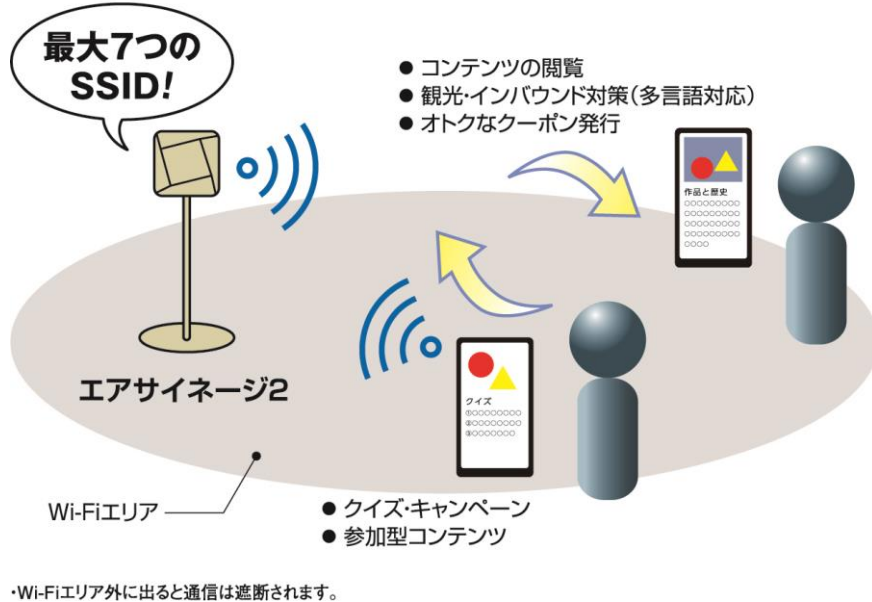 最大7つの
SSID!
● コンテンツの閲覧
● 観光・インバウンド対策(多言語対応)
● オトクなクーポン発行
作品と歴史
○○○○○○○○○
○○○○○○○○○
○○○○○○○○○
○○○○○○○○○
○○○○
エアサイネージ2
クイズ
①○○○○○○○○
②○○○○○○○○
③○○○○○○○
Wi-Fiエリア
● クイズ・キャンペーン
● 参加型コンテンツ
・Wi-Fiエリア外に出ると通信は遮断されます。